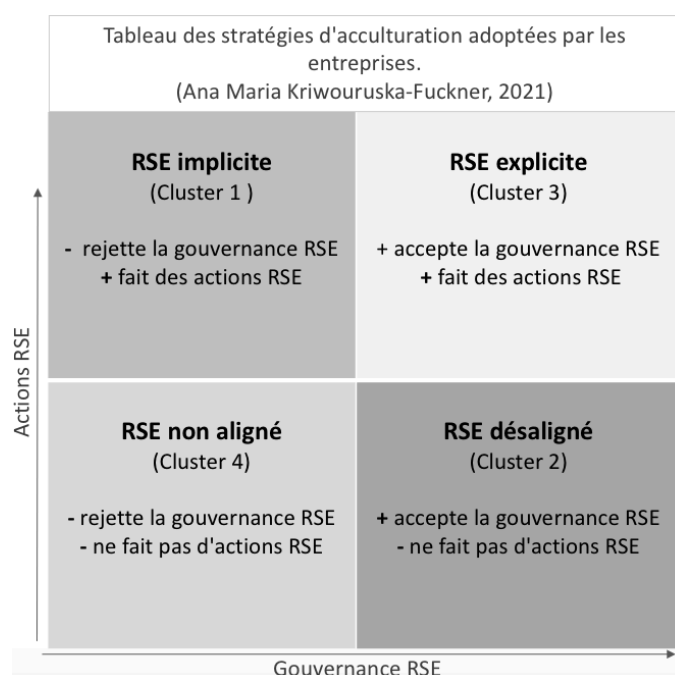 Tableau des stratégies d'acculturation adoptées par les
entreprises.
(Ana Maria Kriwouruska-Fuckner, 2021)
RSE implicite
(Cluster 1 )
- rejette la gouvernance RSE
+ fait des actions RSE
RSE explicite
(Cluster 3)
+ accepte la gouvernance RSE
+ fait des actions RSE
Actions RSE
RSE non aligné
(Cluster 4)
- rejette la gouvernance RSE
- ne fait pas d'actions RSE
RSE désaligné
(Cluster 2)
+ accepte la gouvernance RSE
- ne fait pas d'actions RSE
Gouvernance RSE